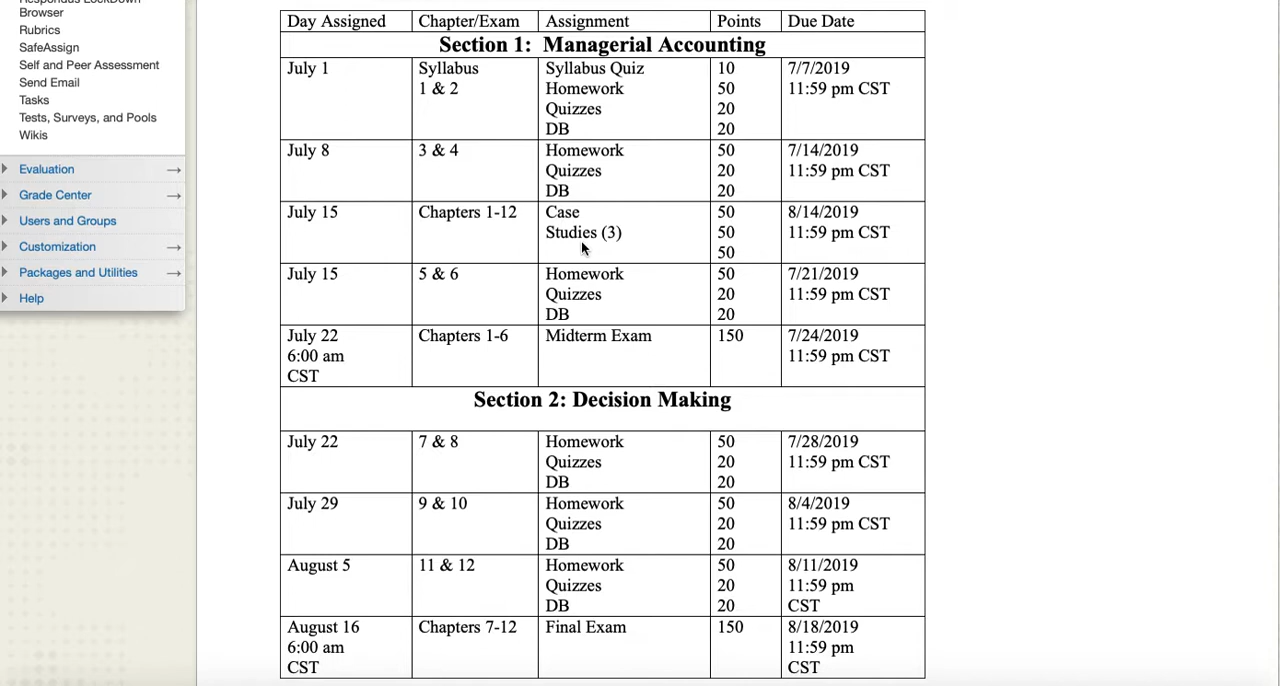 Browser
Rubrics
SafeAssign
Self and Peer Assessment
Send Email
Tasks
Tests, Surveys, and Pools
Wikis
Evaluation
Grade Center
Users and Groups
Customization
Packages and Utilities
Help
Day Assigned Chapter/Exam Assignment Points Due Date
Section 1: Managerial Accounting
July 1 Syllabus Syllabus Quiz 10 7/7/2019
1 & 2 Homework 50 11:59 pm CST
Quizzes 20
DB 20
July 8 3 & 4 Homework 50 7/14/2019
Quizzes 20 11:59 pm CST
DB 20
July 15 Chapters 1-12 Case 50 8/14/2019
Studies (3) 50 11:59 pm CST
50
July 15 5 & 6 Homework 50 7/21/2019
Quizzes 20 11:59 pm CST
DB 20
July 22 Chapters 1-6 Midterm Exam 150 7/24/2019
6:00 am 11:59 pm CST
CST
Section 2: Decision Making
July 22 7 & 8 Homework 50 7/28/2019
Quizzes 20 11:59 pm CST
DB 20
July 29 9 & 10 Homework 50 8/4/2019
Quizzes 20 11:59 pm CST
DB 20
August 5 11 & 12 Homework 50 8/11/2019
Quizzes 20 11:59 pm
DB 20 CST
August 16 Chapters 7-12 Final Exam 150 8/18/2019
6:00 am 11:59 pm
CST CST